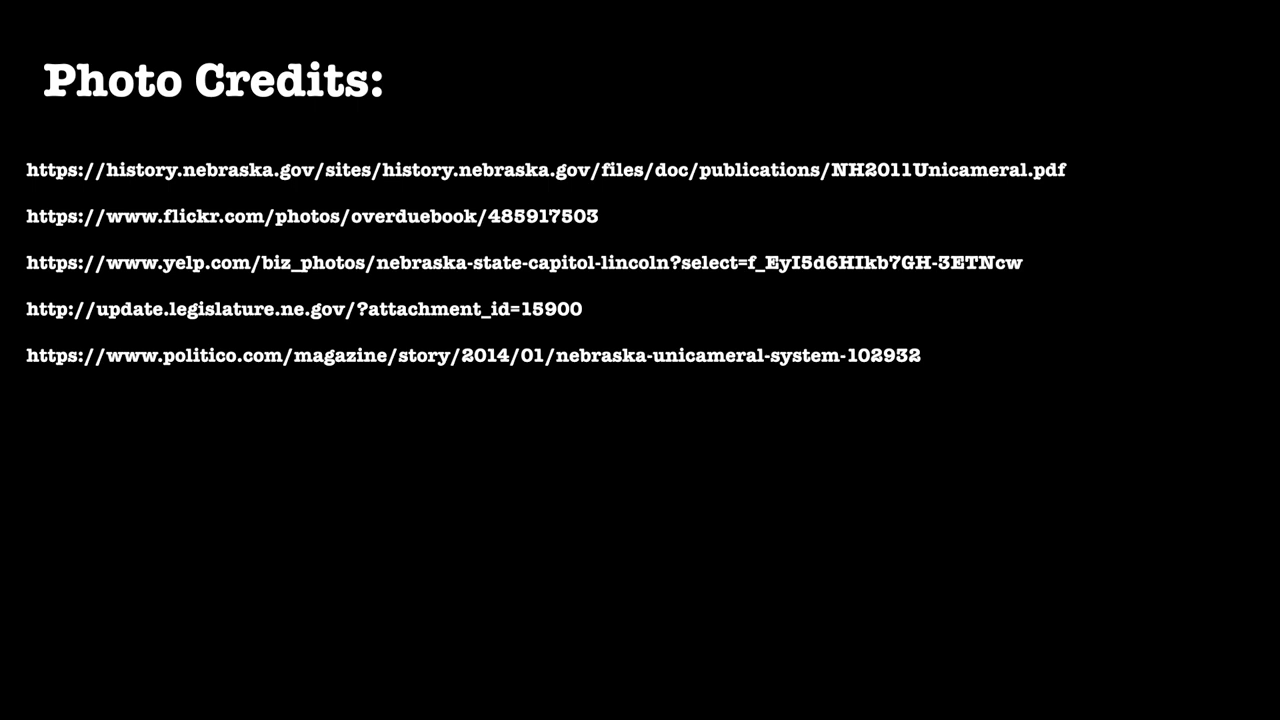 Photo Credits:
https://history.nebraska.gov/sites/history.nebraska.gov/files/doc/publications/NH2011Unicameral.pdf
https://www.flickr.com/photos/overduebook/485917503
https://www.yelp.com/biz_photos/nebraska-state-capitol-lincoln?select=f_EyI5d6HIkb7GH-3ETNcw
http://update.legislature.ne.gov/?attachment_id=15900
https://www.politico.com/magazine/story/2014/01/nebraska-unicameral-system-102932